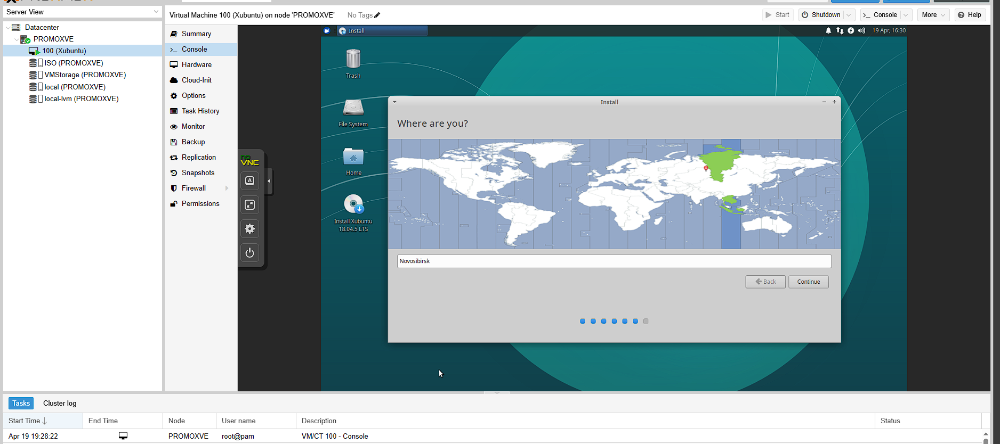 Server View
Virtual Machine 100 (Xubuntu) on node 'PROMOXVE'
No Tags
Start
Shutdown
Console
More
Help
Datacenter
PROMOXVE
100 (Xubuntu)
ISO (PROMOXVE)
VMStorage (PROMOXVE)
local (PROMOXVE)
local-lvm (PROMOXVE)
Summary
Console
Hardware
Cloud-Init
Options
Task History
Monitor
Backup
Replication
Snapshots
Firewall
Permissions
no
VNC
A
Install
19 Apr, 16:30
Trash
File System
Home
Install Xubuntu
18.04.5 LTS
Install
Where are you?
Novosibirsk
Back
Continue
Tasks
Cluster log
Start Time
End Time
Node
User name
Description
Status
Apr 19 19:28:22
PROMOXVE
root@pam
VM/CT 100 - Console